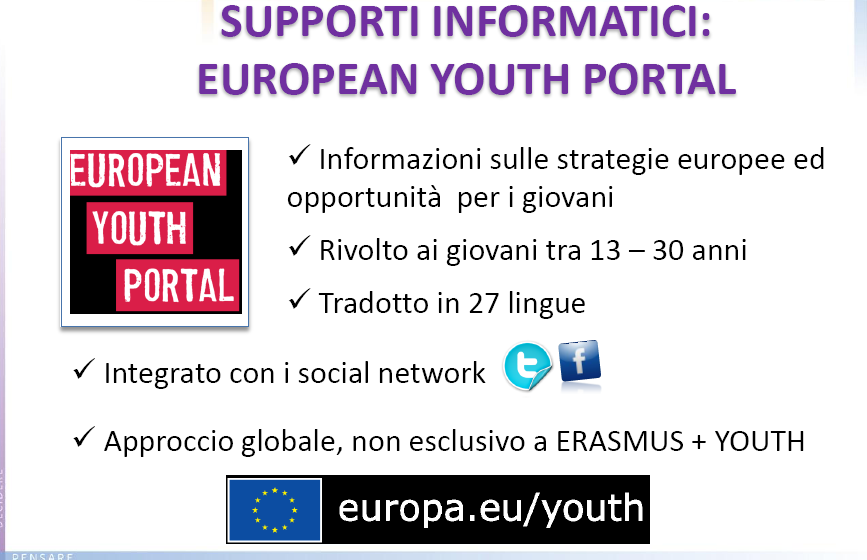 SUPPORTI INFORMATICI:
EUROPEAN YOUTH PORTAL
EUROPEAN
YOUTH
PORTAL
✓ Informazioni sulle strategie europee ed
opportunità per i giovani
✓ Rivolto ai giovani tra 13 – 30 anni
✓ Tradotto in 27 lingue
✓ Integrato con i social network
✓ Approccio globale, non esclusivo a ERASMUS + YOUTH
europa.eu/youth
DECIDERE
PENSARE